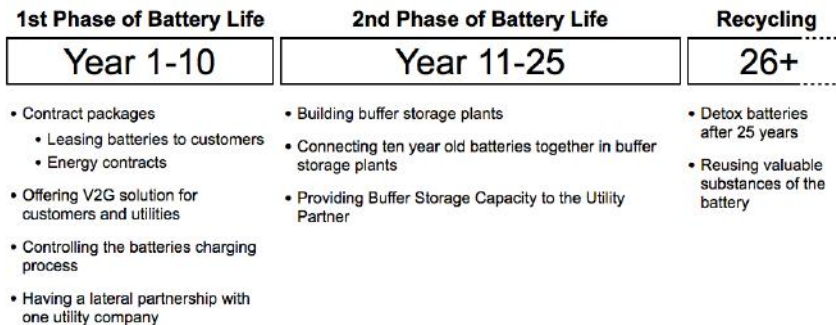 1st Phase of Battery Life
Year 1-10
• Contract packages
• Leasing batteries to customers
• Energy contracts
• Offering V2G solution for
customers and utilities
• Controlling the batteries charging
process
• Having a lateral partnership with
one utility company
2nd Phase of Battery Life
Year 11-25
• Building buffer storage plants
• Connecting ten year old batteries together in buffer
storage plants
• Providing Buffer Storage Capacity to the Utility
Partner
Recycling
26+
• Detox batteries
after 25 years
• Reusing valuable
substances of the
battery